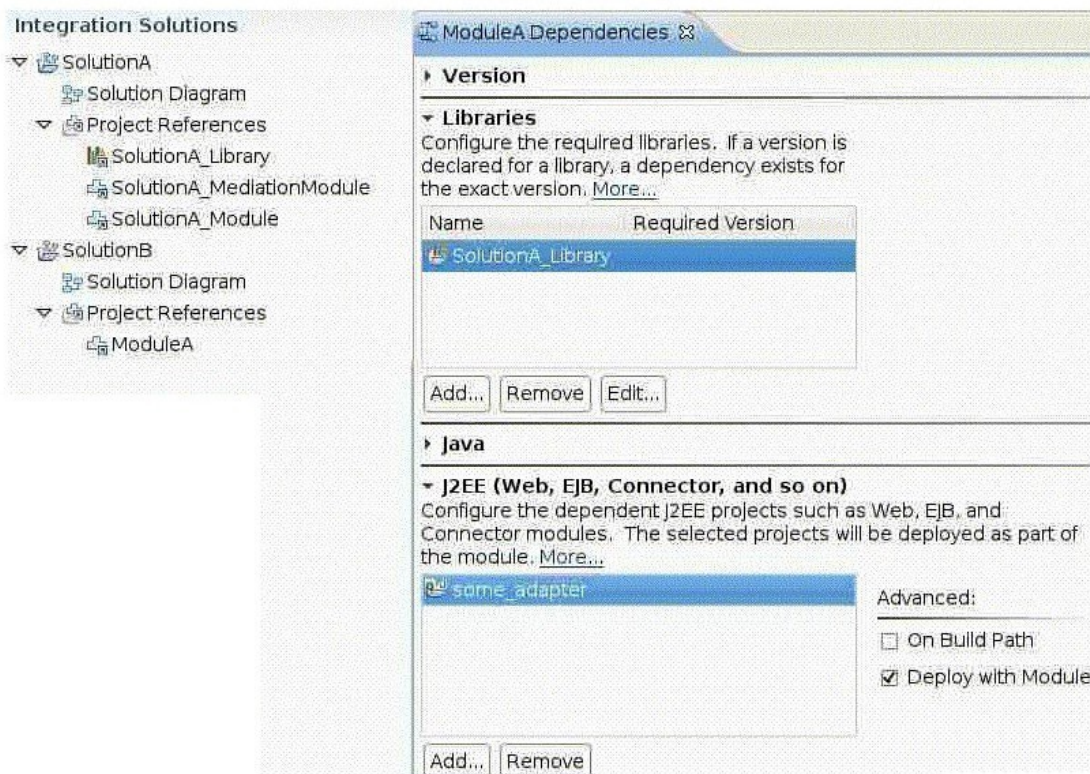 Integration Solutions
SolutionA
Solution Diagram
Project References
SolutionA_Library
SolutionA_MediationModule
SolutionA_Module
SolutionB
Solution Diagram
Project References
ModuleA
ModuleA Dependencies
Version
Libraries
Configure the required libraries. If a version is
declared for a library, a dependency exists for
the exact version. More...
Name Required Version
SolutionA_Library
Add... Remove Edit...
Java
J2EE (Web, EJB, Connector, and so on)
Configure the dependent J2EE projects such as Web, EJB, and
Connector modules. The selected projects will be deployed as part of
the module. More...
some_adapter
Advanced:
On Build Path
Deploy with Module
Add... Remove